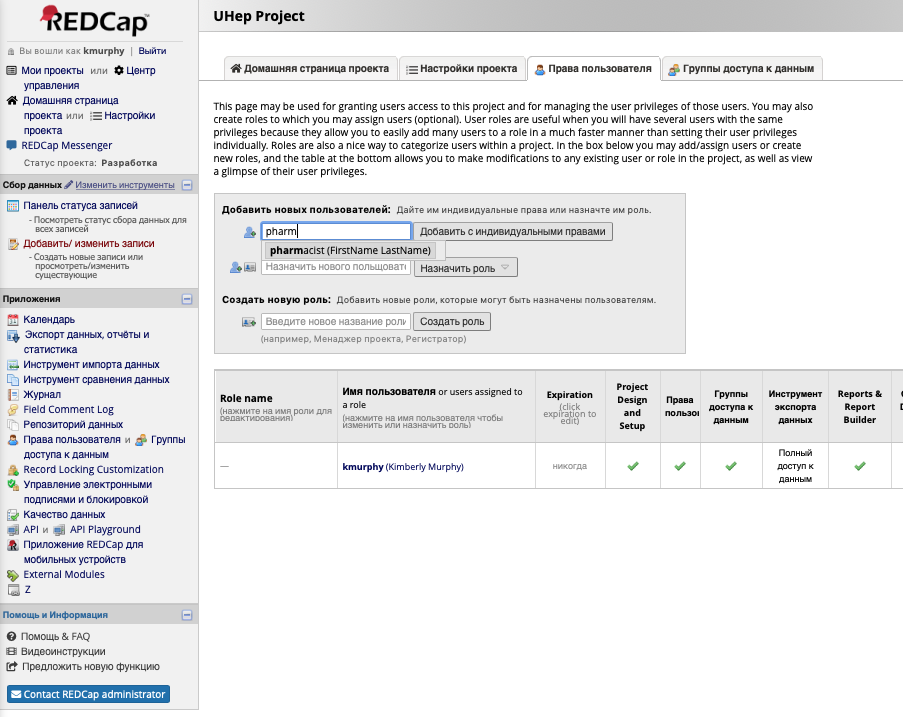 REDCap
Вы вошли как kmurphy | Выйти
Мои проекты или Центр
управления
Домашняя страница
проекта или Настройки
проекта
REDCap Messenger
Статус проекта: Разработка
Сбор данных Изменить инструменты
Панель статуса записей
- Посмотреть статус сбора данных для
всех записей
Добавить/ изменить записи
- Создать новые записи или
просмотреть/изменить
существующие
Приложения
Календарь
Экспорт данных, отчёты и
статистика
Инструмент импорта данных
Инструмент сравнения данных
Журнал
Field Comment Log
Репозиторий данных
Права пользователя и Группы
доступа к данным
Record Locking Customization
Управление электронными
подписями и блокировкой
Качество данных
API и API Playground
Приложение REDCap для
мобильных устройств
External Modules
Z
Помощь и Информация
Помощь & FAQ
Видеоинструкции
Предложить новую функцию
Contact REDCap administrator
UHep Project
Домашняя страница проекта Настройки проекта Права пользователя Группы доступа к данным
This page may be used for granting users access to this project and for managing the user privileges of those users. You may also
create roles to which you may assign users (optional). User roles are useful when you will have several users with the same
privileges because they allow you to easily add many users to a role in a much faster manner than setting their user privileges
individually. Roles are also a nice way to categorize users within a project. In the box below you may add/assign users or create
new roles, and the table at the bottom allows you to make modifications to any existing user or role in the project, as well as view
a glimpse of their user privileges.
Добавить новых пользователей: Дайте им индивидуальные права или назначте им роль.
pharm Добавить с индивидуальными правами
pharmacist (FirstName LastName)
Назначить нового пользовате Назначить роль
Создать новую роль: Добавить новые роли, которые могут быть назначены пользователям.
Введите новое название роли Создать роль
(например, Менаджер проекта, Регистратор)
Role name
(нажмите на имя роли для
редактирования)
Имя пользователя or users assigned to
a role
(нажмите на имя пользователя чтобы
изменить или назначить роль)
Expiration
(click
expiration to
edit)
Project
Design
and
Setup
Права
пользо
Группы
доступа к
данным
Инструмент
экспорта
данных
Reports &
Report
Builder
— kmurphy (Kimberly Murphy) никогда
Полный
доступ к
данным